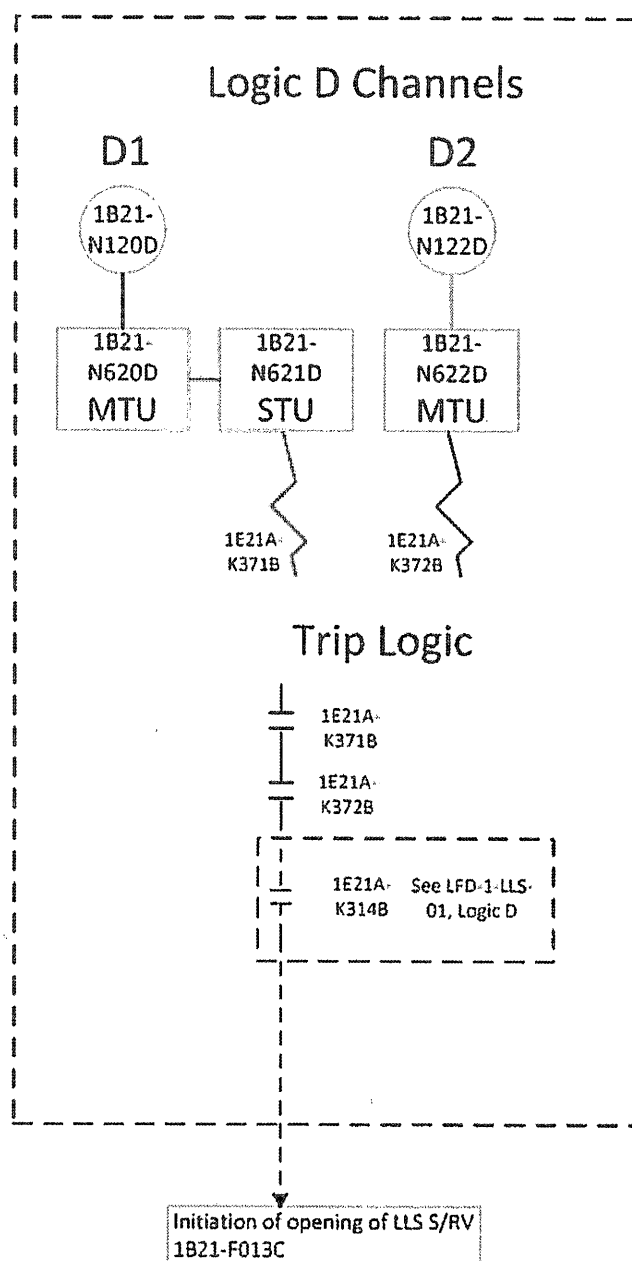 Logic D Channels
D1
D2
1B21-
N120D
1B21-
N122D
1B21-
N620D
MTU
1B21-
N621D
STU
1B21-
N622D
MTU
1E21A-
K371B
1E21A-
K372B
Trip Logic
1E21A-
K371B
1E21A-
K372B
1E21A-
K314B
See LFD-1-LLS-
01, Logic D
Initiation of opening of LLS S/RV
1B21-F013C